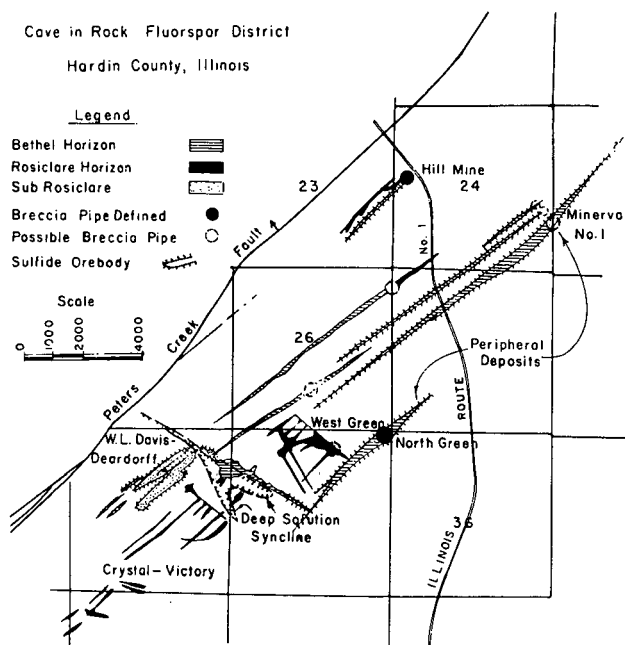 Cave in Rock Fluorspar District
Hardin County, Illinois
Legend
Bethel Horizon
Rosiclare Horizon
Sub Rosiclare
Breccia Pipe Defined
Possible Breccia Pipe
Sulfide Orebody
Scale
0 1000 2000 4000
23
Hill Mine
24
Minerva
No. 1
Fault
No. 1
26
Creek
Peripheral
Deposits
Peters
ROUTE
West Green
W.L. Davis-
Deardorff
North Green
36
Deep Solution
Syncline
ILLINOIS
Crystal-Victory